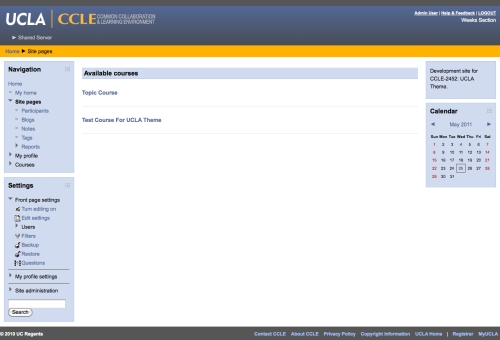 UCLA CCLE COMMON COLLABORATION & LEARNING ENVIRONMENT
Admin User | Help & Feedback | LOGOUT
Weeks Section
Shared Server
Home ► Site pages
Navigation
Home
My home
Site pages
Participants
Blogs
Notes
Tags
Reports
My profile
Courses
Settings
Front page settings
Turn editing on
Edit settings
Users
Filters
Backup
Restore
Questions
My profile settings
Site administration
Search
Available courses
Topic Course
Test Course For UCLA Theme
Development site for
CCLE-2452: UCLA
Theme.
Calendar
◄ May 2011 ►
Sun Mon Tue Wed Thu Fri Sat
1 2 3 4 5 6 7
8 9 10 11 12 13 14
15 16 17 18 19 20 21
22 23 24 25 26 27 28
29 30 31
© 2010 UC Regents
Contact CCLE About CCLE Privacy Policy Copyright Information UCLA Home | Registrar MyUCLA